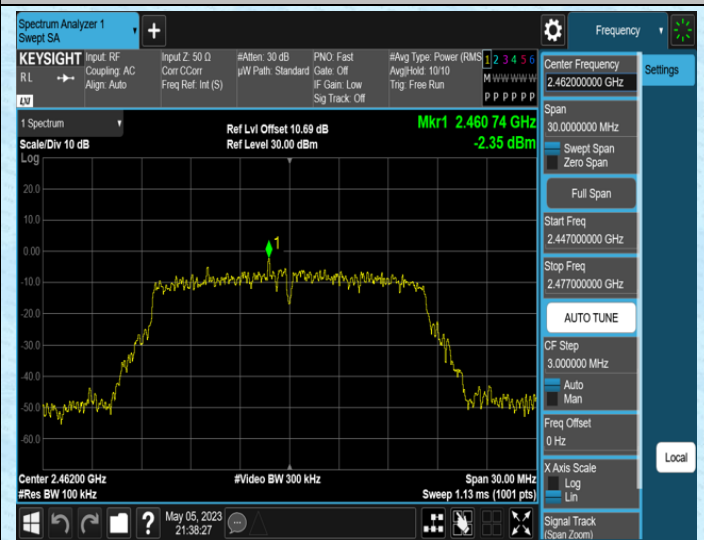 Spectrum Analyzer 1
Swept SA
+
Frequency
KEYSIGHT
RL
LXI
Input: RF
Coupling: AC
Align: Auto
Input Z: 50 Ω
Corr CCorr
Freq Ref: Int (S)
#Atten: 30 dB
µW Path: Standard
PNO: Fast
Gate: Off
IF Gain: Low
Sig Track: Off
#Avg Type: Power (RMS
Avg|Hold: 10/10
Trig: Free Run
1 2 3 4 5 6
M W W W W W
P P P P P P
1 Spectrum
Scale/Div 10 dB
Log
Ref Lvl Offset 10.69 dB
Ref Level 30.00 dBm
Mkr1 2.460 74 GHz
-2.35 dBm
20.0
10.0
0.00
-10.0
-20.0
-30.0
-40.0
-50.0
-60.0
1
Center 2.46200 GHz
#Res BW 100 kHz
#Video BW 300 kHz
Span 30.00 MHz
Sweep 1.13 ms (1001 pts)
Center Frequency
2.462000000 GHz
Span
30.0000000 MHz
Swept Span
Zero Span
Full Span
Start Freq
2.447000000 GHz
Stop Freq
2.477000000 GHz
AUTO TUNE
CF Step
3.000000 MHz
Auto
Man
Freq Offset
0 Hz
X Axis Scale
Log
Lin
Signal Track
(Span Zoom)
Settings
Local
?
May 05, 2023
21:38:27